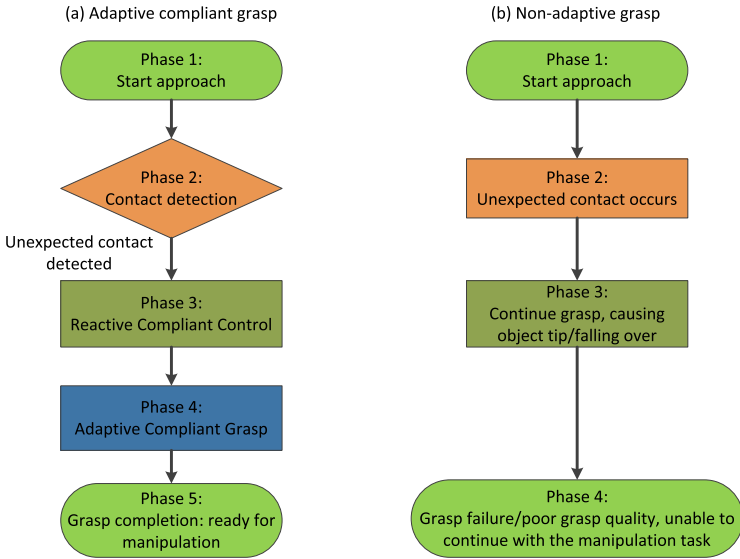 (a) Adaptive compliant grasp
Phase 1:
Start approach
Phase 2:
Contact detection
Unexpected contact
detected
Phase 3:
Reactive Compliant Control
Phase 4:
Adaptive Compliant Grasp
Phase 5:
Grasp completion: ready for
manipulation
(b) Non-adaptive grasp
Phase 1:
Start approach
Phase 2:
Unexpected contact occurs
Phase 3:
Continue grasp, causing
object tip/falling over
Phase 4:
Grasp failure/poor grasp quality, unable to
continue with the manipulation task